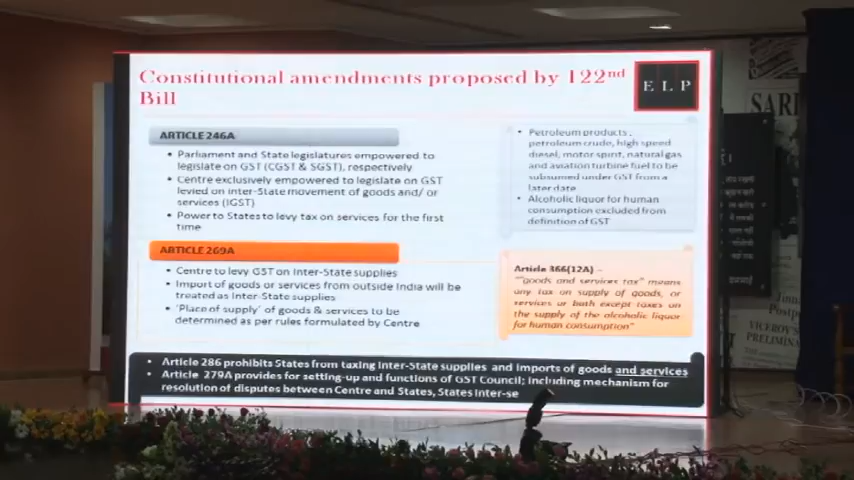 Constitutional amendments proposed by 122nd
Bill
ELP
ARTICLE 246A
• Parliament and State legislatures empowered to
legislate on GST (CGST & SGST), respectively
• Centre exclusively empowered to legislate on GST
levied on inter-State movement of goods and/ or
services (IGST)
• Power to States to levy tax on services for the first
time
ARTICLE 269A
• Centre to levy GST on Inter-State supplies
• Import of goods or services from outside India will be
treated as Inter-State supplies
• 'Place of supply' of goods & services to be
determined as per rules formulated by Centre
• Petroleum products,
petroleum crude, high speed
diesel, motor spirit, natural gas
and aviation turbine fuel to be
subsumed under GST from a
later date
• Alcoholic liquor for human
consumption excluded from
definition of GST
Article 366(12A) –
"goods and services tax" means
any tax on supply of goods, or
services or both except taxes on
the supply of the alcoholic liquor
for human consumption"
• Article 286 prohibits States from taxing Inter-State supplies and imports of goods and services
• Article 279A provides for setting-up and functions of GST Council; including mechanism for
resolution of disputes between Centre and States, States inter-se
SAR
VICEROY'S
PRELIMINA